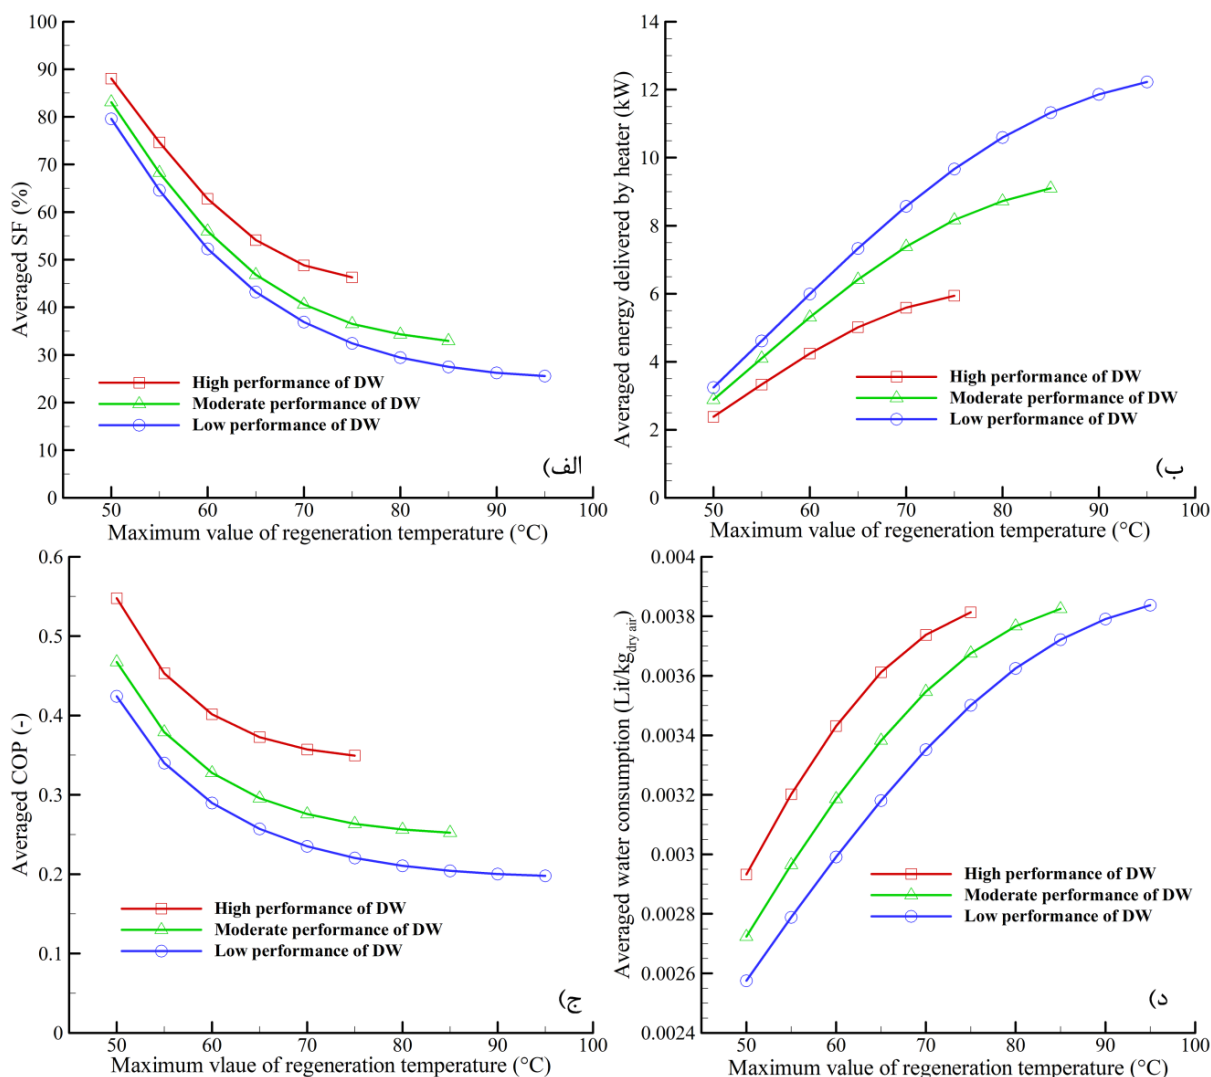 100
90
80
70
60
50
40
30
20
10
0
Averaged SF (%)
High performance of DW
Moderate performance of DW
Low performance of DW
الف)
50 60 70 80 90 100
Maximum value of regeneration temperature (°C)
14
12
10
8
6
4
2
0
Averaged energy delivered by heater (kW)
High performance of DW
Moderate performance of DW
Low performance of DW
ب)
50 60 70 80 90 100
Maximum value of regeneration temperature (°C)
0.6
0.5
0.4
0.3
0.2
0.1
0
Averaged COP (-)
High performance of DW
Moderate performance of DW
Low performance of DW
ج)
50 60 70 80 90 100
Maximum vlaue of regeneration temperature (°C)
0.004
0.0038
0.0036
0.0034
0.0032
0.003
0.0028
0.0026
0.0024
Averaged water consumption (Lit/kgdry air)
High performance of DW
Moderate performance of DW
Low performance of DW
د)
50 60 70 80 90 100
Maximum value of regeneration temperature (°C)